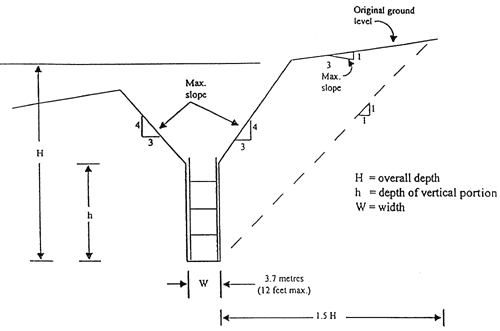 Original ground
level
3
1
Max.
slope
Max.
slope
4
3
4
3
1
1
H
h
H = overall depth
h = depth of vertical portion
W = width
W
3.7 metres
(12 feet max.)
1.5 H